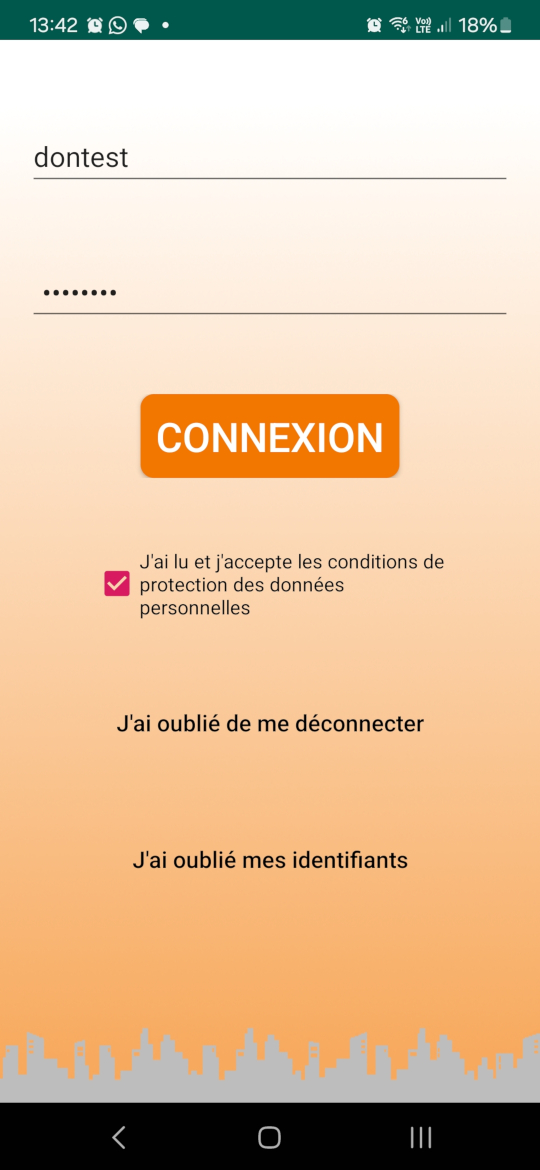 13:42 Vo)) LTE 18%
dontest
••••••••
CONNEXION
J'ai lu et j'accepte les conditions de
protection des données
personnelles
J'ai oublié de me déconnecter
J'ai oublié mes identifiants